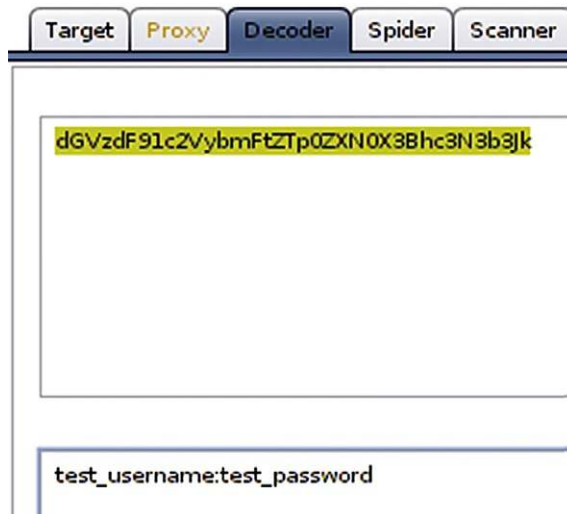 Target Proxy Decoder Spider Scanner
dGVzdF91c2VybmFtZTp0ZXN0X3Bhc3N3b3Jk
test_username:test_password